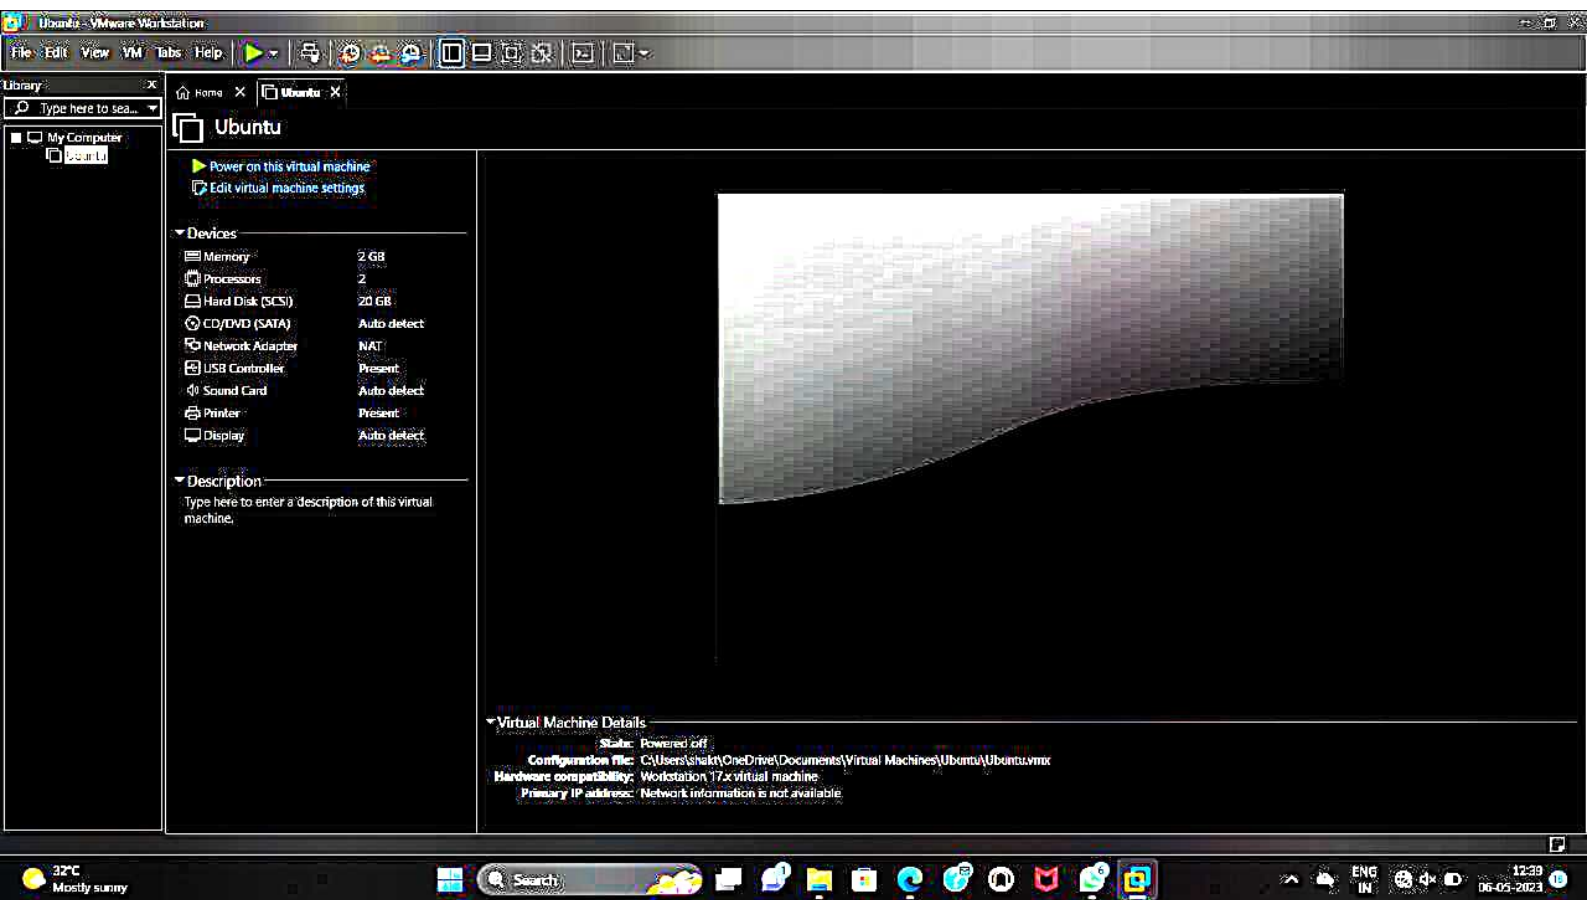 Ubuntu - VMware Workstation
File Edit View VM Tabs Help
Library X
Type here to sea...
My Computer
Ubuntu
Home X Ubuntu X
Ubuntu
Power on this virtual machine
Edit virtual machine settings
Devices
Memory 2 GB
Processors 2
Hard Disk (SCSI) 20 GB
CD/DVD (SATA) Auto detect
Network Adapter NAT
USB Controller Present
Sound Card Auto detect
Printer Present
Display Auto detect
Description
Type here to enter a description of this virtual
machine.
Virtual Machine Details
State: Powered off
Configuration file: C:\Users\shakt\OneDrive\Documents\Virtual Machines\Ubuntu\Ubuntu.vmx
Hardware compatibility: Workstation 17.x virtual machine
Primary IP address: Network information is not available
32°C
Mostly sunny
Search
ENG
IN
12:39
06-05-2023